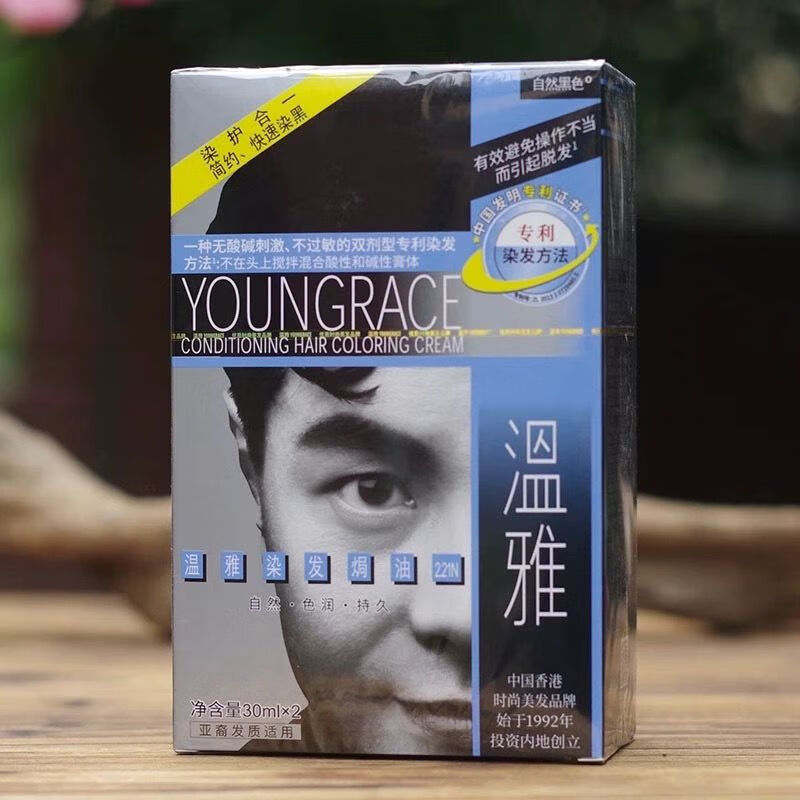 自然黑色
染护合一
简约、快速染黑
有效避免操作不当
而引起脱发¹
中国发明专利证书
专利
染发方法
一种无酸碱刺激、不过敏的双剂型专利染发
方法¹:不在头上搅拌混合酸性和碱性膏体
YOUNGRACE
CONDITIONING HAIR COLORING CREAM
溫雅
温雅染发焗油 221N
自然·色润·持久
净含量30ml×2
亚裔发质适用
中国香港
时尚美发品牌
始于1992年
投资内地创立